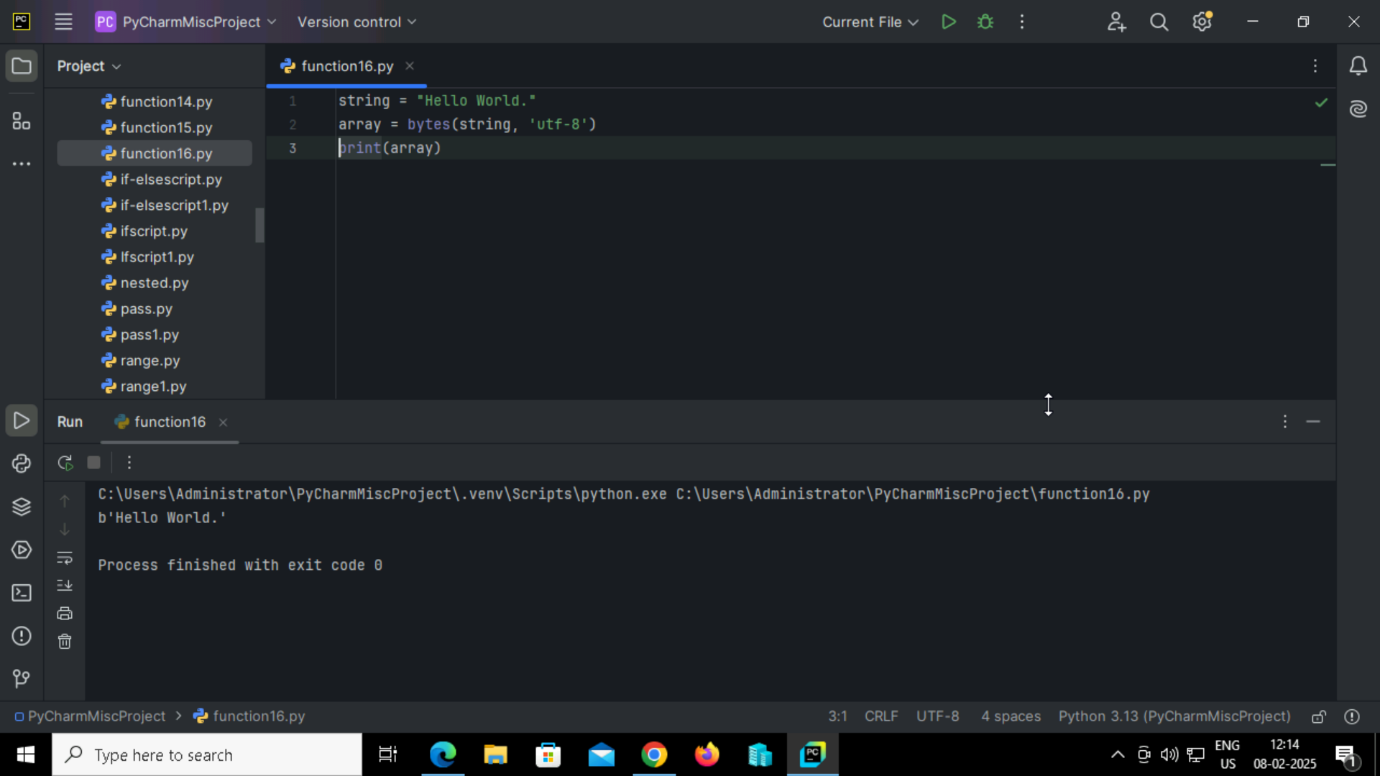 PC
PC PyCharmMiscProject Version control Current File
Project
function16.py
function14.py
function15.py
function16.py
if-elsescript.py
if-elsescript1.py
ifscript.py
Ifscript1.py
nested.py
pass.py
pass1.py
range.py
range1.py
1 string = "Hello World."
2 array = bytes(string, 'utf-8')
3 print(array)
Run function16
C:\Users\Administrator\PyCharmMiscProject\.venv\Scripts\python.exe C:\Users\Administrator\PyCharmMiscProject\function16.py
b'Hello World.'
Process finished with exit code 0
PyCharmMiscProject > function16.py 3:1 CRLF UTF-8 4 spaces Python 3.13 (PyCharmMiscProject)
Type here to search
PC
ENG
US
12:14
08-02-2025
1